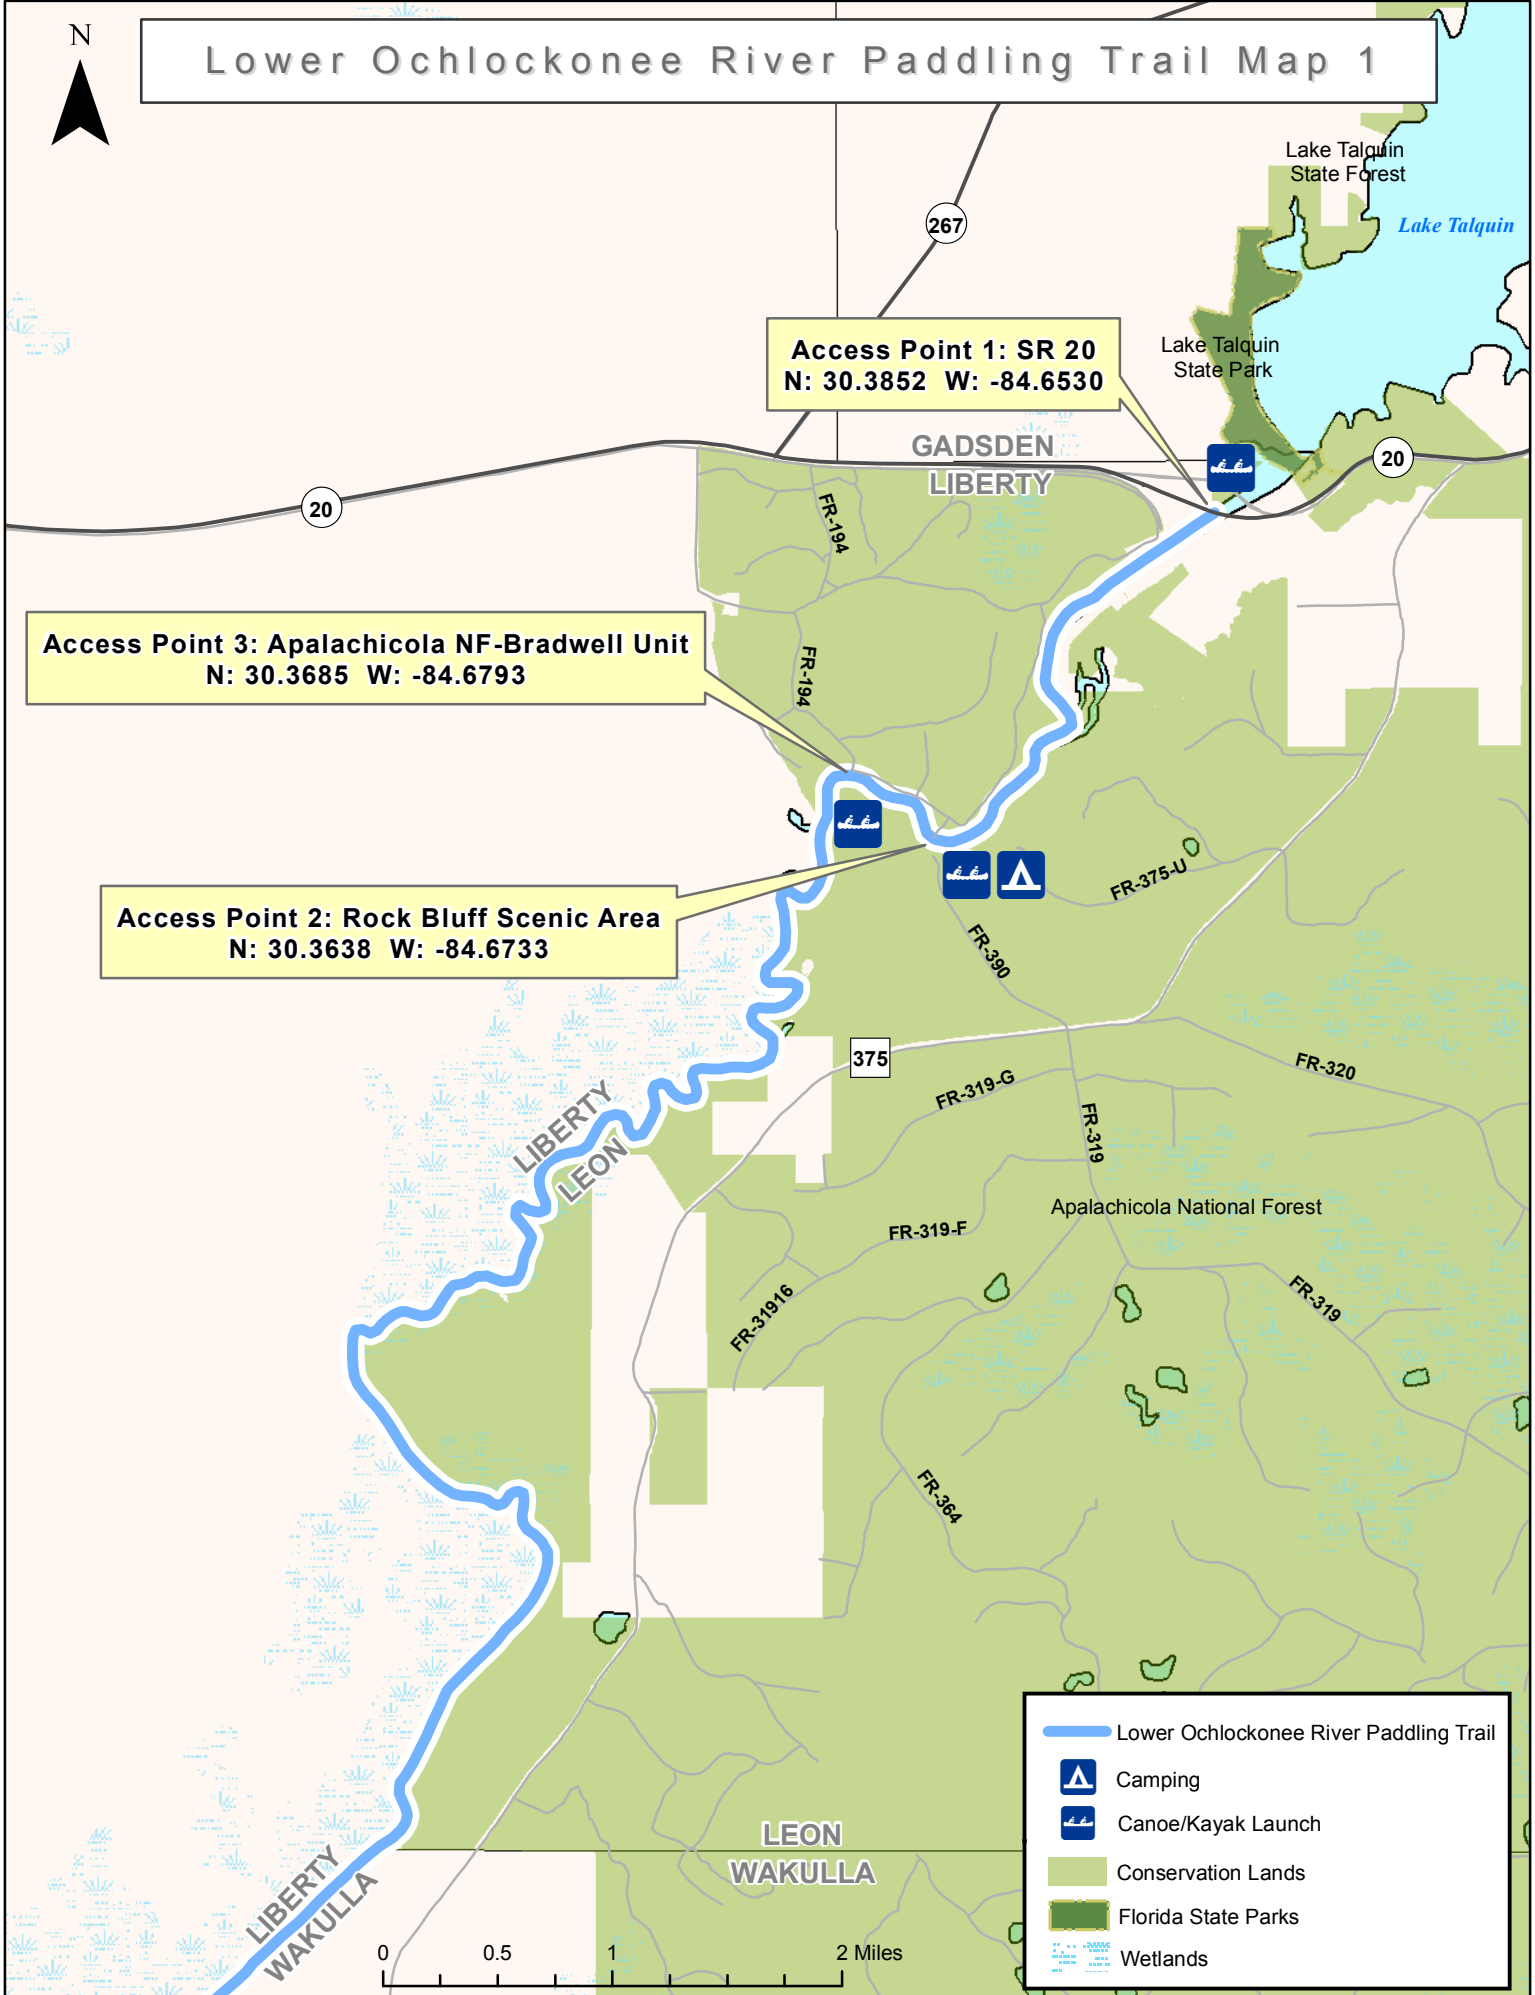 N
Lower Ochlockonee River Paddling Trail Map 1
Lake Talquin
State Forest
Lake Talquin
267
Access Point 1: SR 20
N: 30.3852 W: -84.6530
Lake Talquin
State Park
GADSDEN
LIBERTY
20
20
FR-194
Access Point 3: Apalachicola NF-Bradwell Unit
N: 30.3685 W: -84.6793
FR-194
FR-375-U
Access Point 2: Rock Bluff Scenic Area
N: 30.3638 W: -84.6733
FR-390
375
FR-320
FR-319-G
LIBERTY
LEON
FR-319
Apalachicola National Forest
FR-319-F
FR-31916
FR-319
FR-364
Lower Ochlockonee River Paddling Trail
Camping
Canoe/Kayak Launch
Conservation Lands
Florida State Parks
Wetlands
LEON
WAKULLA
LIBERTY
WAKULLA
0 0.5 1 2 Miles